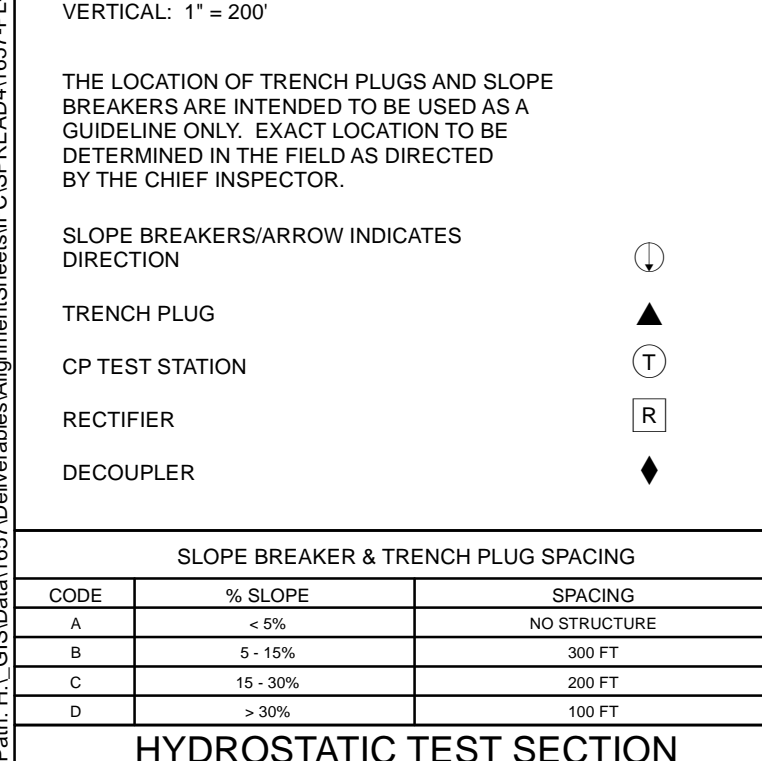 VERTICAL: 1" = 200'
THE LOCATION OF TRENCH PLUGS AND SLOPE
BREAKERS ARE INTENDED TO BE USED AS A
GUIDELINE ONLY. EXACT LOCATION TO BE
DETERMINED IN THE FIELD AS DIRECTED
BY THE CHIEF INSPECTOR.
SLOPE BREAKERS/ARROW INDICATES
DIRECTION
TRENCH PLUG
CP TEST STATION T
RECTIFIER R
DECOUPLER
SLOPE BREAKER & TRENCH PLUG SPACING
CODE % SLOPE SPACING
A < 5% NO STRUCTURE
B 5 - 15% 300 FT
C 15 - 30% 200 FT
D > 30% 100 FT
HYDROSTATIC TEST SECTION